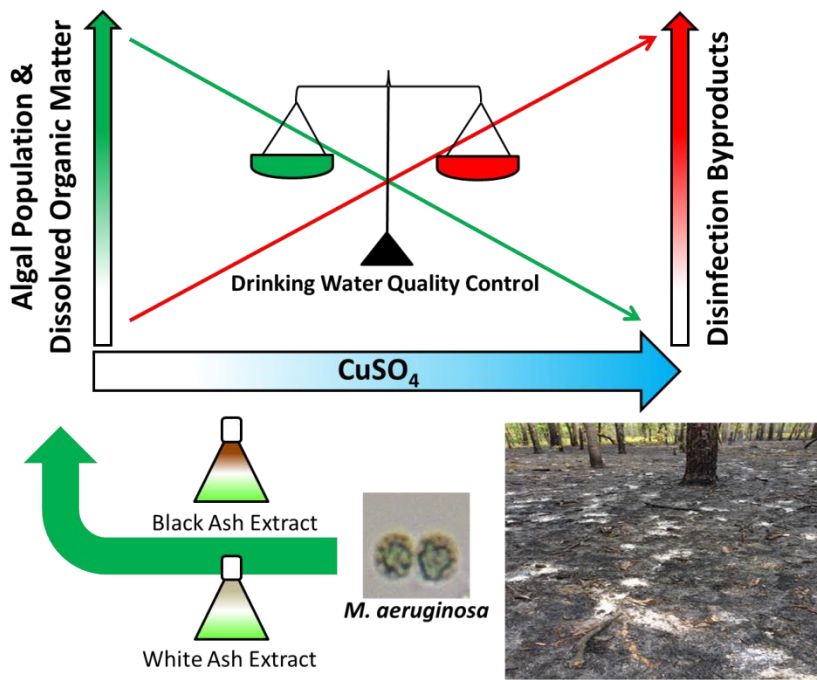 Algal Population &
Dissolved Organic Matter
Disinfection Byproducts
Drinking Water Quality Control
CuSO₄
Black Ash Extract
M. aeruginosa
White Ash Extract